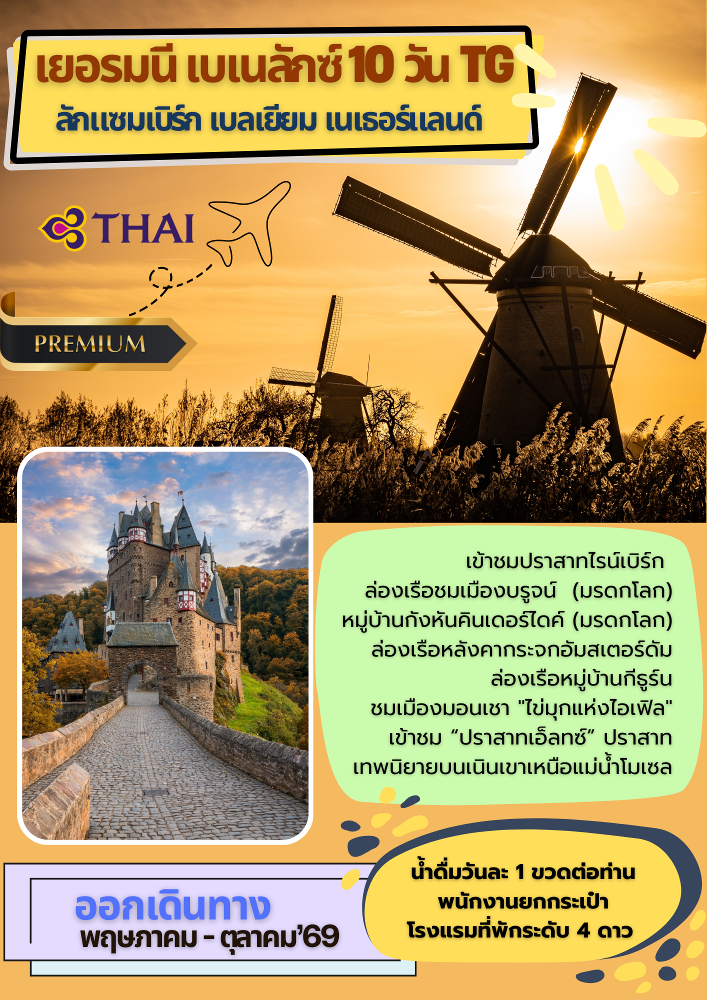 เยอรมนี เบเนลักซ์ 10 วัน TG
ลักแซมเบิร์ก เบลเยี่ยม เนเธอร์แลนด์
THAI
PREMIUM
เข้าชมปราสาทไรน์เบิร์ก
ล่องเรือชมเมืองบรูจน์ (มรดกโลก)
หมู่บ้านกังหันคินเดอร์ไดค์ (มรดกโลก)
ล่องเรือหลังคากระจกอัมสเตอร์ดัม
ล่องเรือหมู่บ้านกีธูร์น
ชมเมืองมอนเชา "ไข่มุกแห่งไอเฟิล"
เข้าชม “ปราสาทเอ็ลทซ์” ปราสาท
เทพนิยายบนเนินเขาเหนือแม่น้ำโมเซล
น้ำดื่มวันละ 1 ขวดต่อท่าน
พนักงานยกกระเป๋า
โรงแรมที่พักระดับ 4 ดาว
ออกเดินทาง
พฤษภาคม - ตุลาคม’69